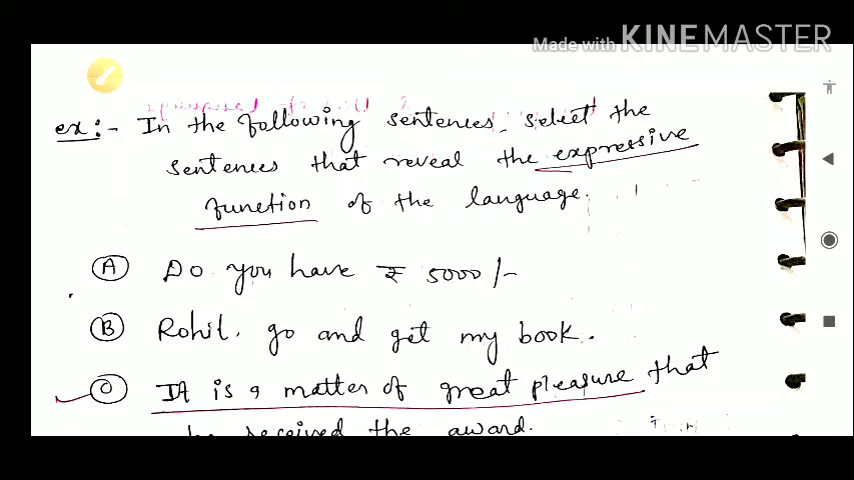 Made with KINEMASTER
ex:- In the following sentences, select the
sentences that reveal the expressive
function of the language.
(A) Do you have ₹ 5000/-
(B) Rohit, go and get my book.
(C) It is a matter of great pleasure that
he received the award.